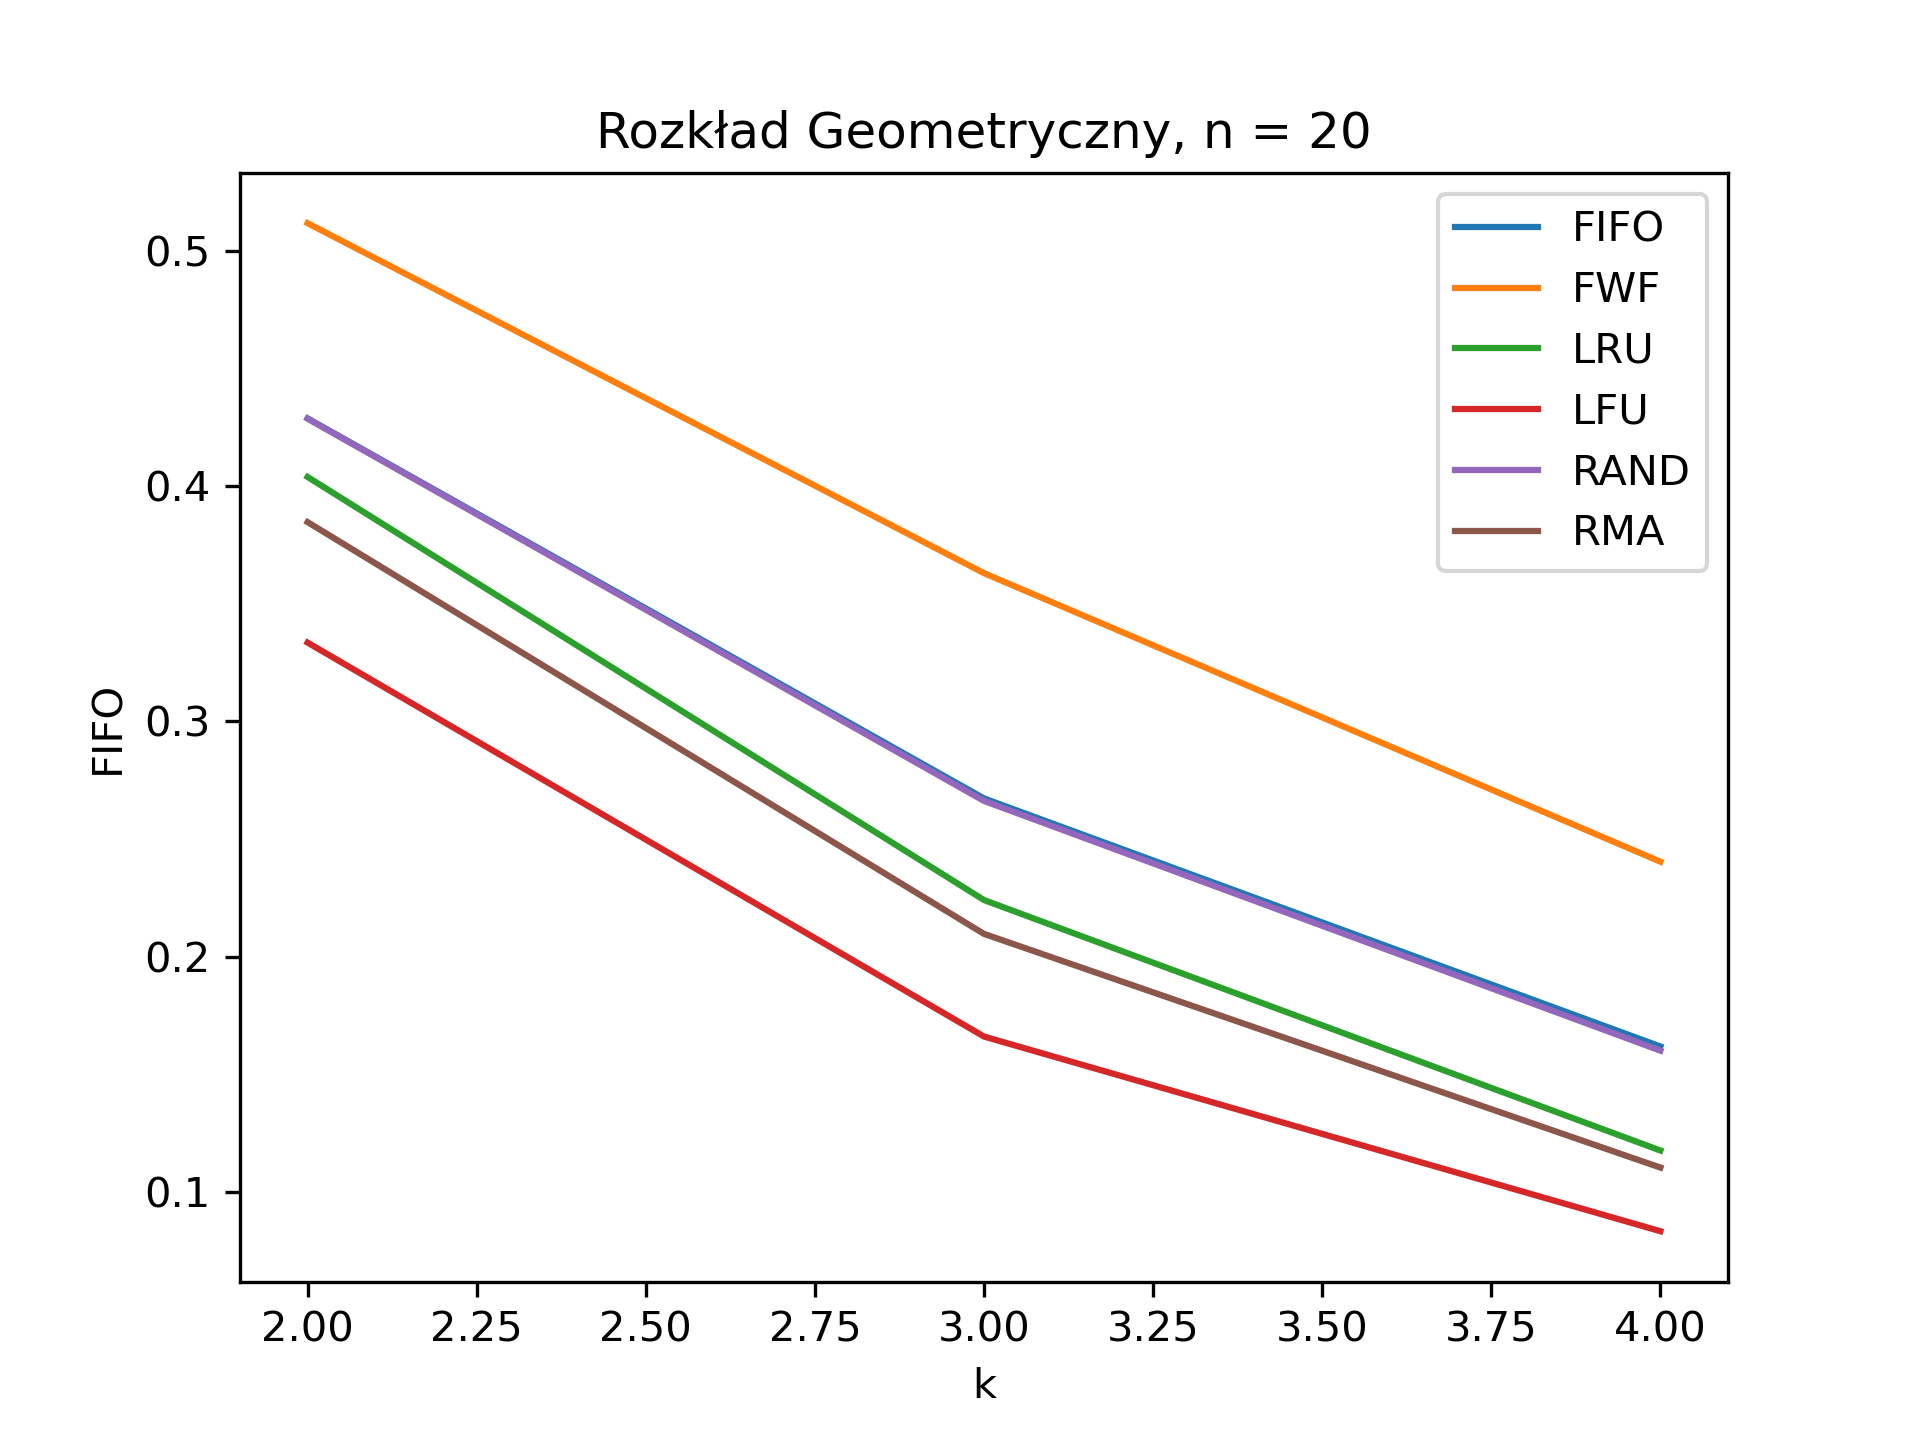 Rozkład Geometryczny, n = 20
FIFO
FWF
LRU
LFU
RAND
RMA
0.5
0.4
0.3
0.2
0.1
FIFO
2.00 2.25 2.50 2.75 3.00 3.25 3.50 3.75 4.00
k